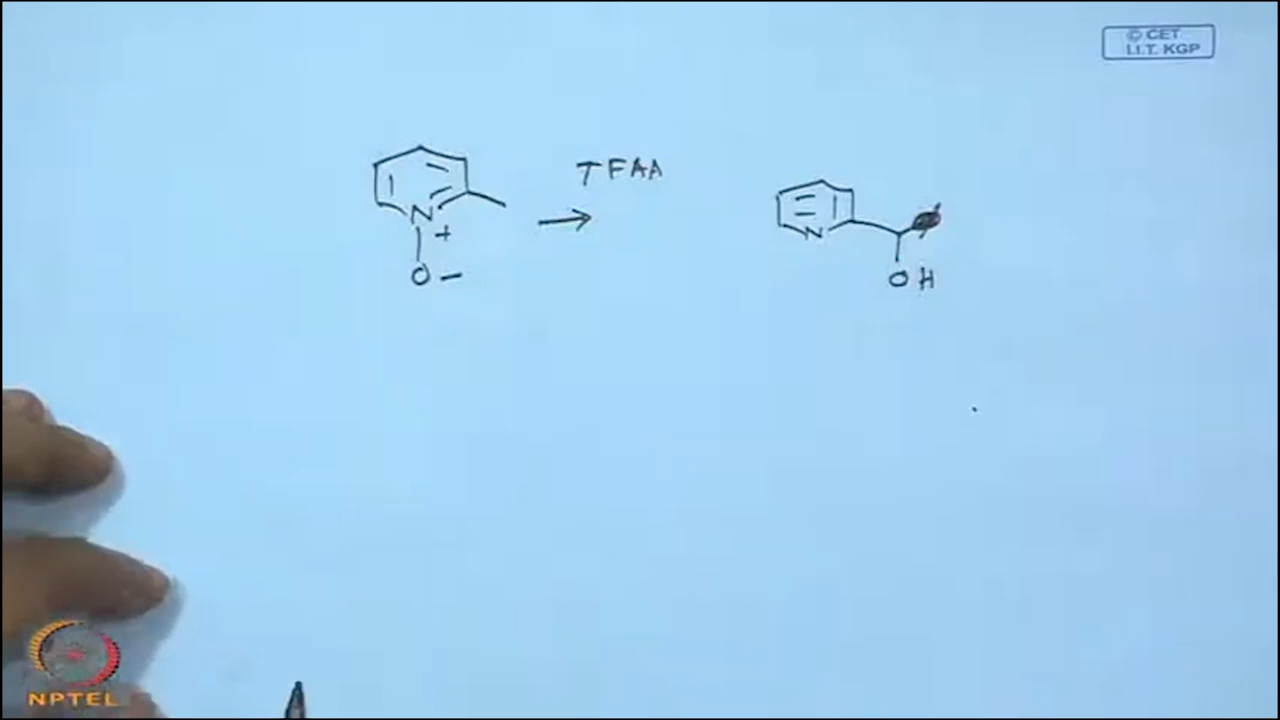 © CET
I.I.T. KGP
TFAA
N
+
O −
N
OH
NPTEL